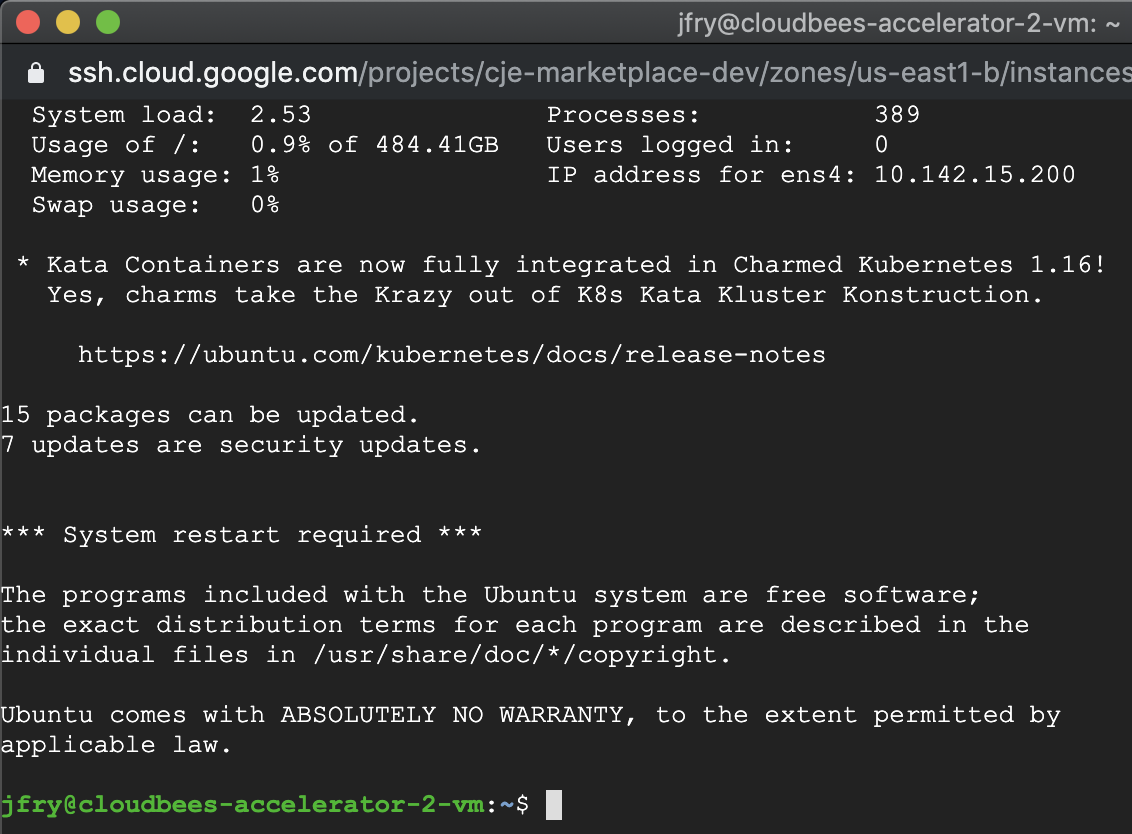 jfry@cloudbees-accelerator-2-vm: ~
ssh.cloud.google.com/projects/cje-marketplace-dev/zones/us-east1-b/instances
System load:  2.53               Processes:           389
Usage of /:   0.9% of 484.41GB   Users logged in:     0
Memory usage: 1%                 IP address for ens4: 10.142.15.200
Swap usage:   0%
* Kata Containers are now fully integrated in Charmed Kubernetes 1.16!
Yes, charms take the Krazy out of K8s Kata Kluster Konstruction.
https://ubuntu.com/kubernetes/docs/release-notes
15 packages can be updated.
7 updates are security updates.
*** System restart required ***
The programs included with the Ubuntu system are free software;
the exact distribution terms for each program are described in the
individual files in /usr/share/doc/*/copyright.
Ubuntu comes with ABSOLUTELY NO WARRANTY, to the extent permitted by
applicable law.
jfry@cloudbees-accelerator-2-vm:~$